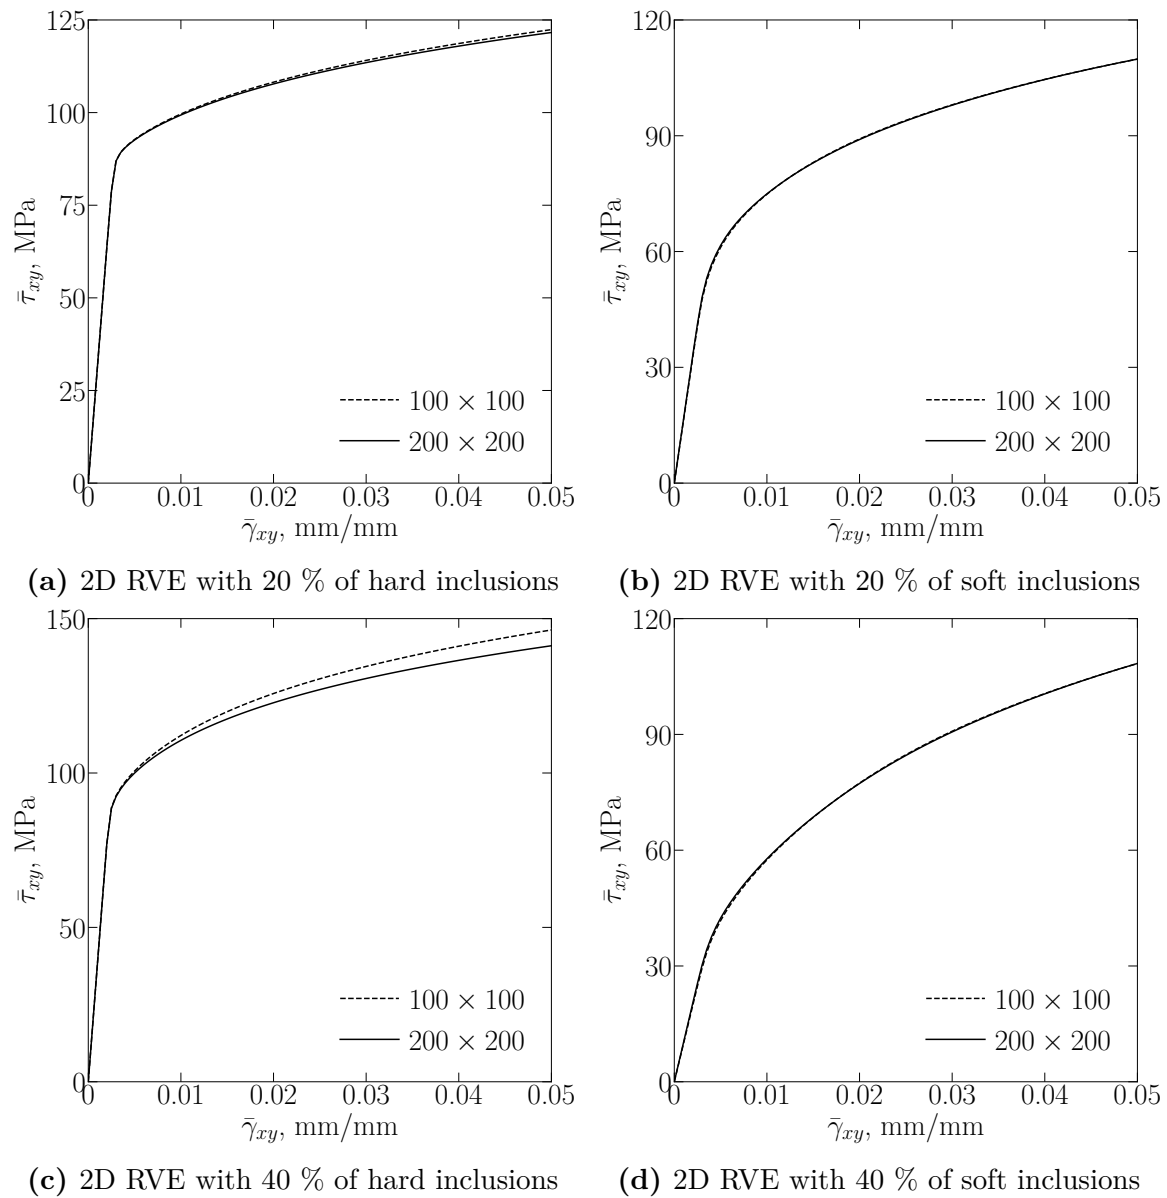 125
100
75
50
25
0
τ̄xy, MPa
100 × 100
200 × 200
0 0.01 0.02 0.03 0.04 0.05
γ̄xy, mm/mm
(a) 2D RVE with 20 % of hard inclusions
120
90
60
30
0
τ̄xy, MPa
100 × 100
200 × 200
0 0.01 0.02 0.03 0.04 0.05
γ̄xy, mm/mm
(b) 2D RVE with 20 % of soft inclusions
150
100
50
0
τ̄xy, MPa
100 × 100
200 × 200
0 0.01 0.02 0.03 0.04 0.05
γ̄xy, mm/mm
(c) 2D RVE with 40 % of hard inclusions
120
90
60
30
0
τ̄xy, MPa
100 × 100
200 × 200
0 0.01 0.02 0.03 0.04 0.05
γ̄xy, mm/mm
(d) 2D RVE with 40 % of soft inclusions